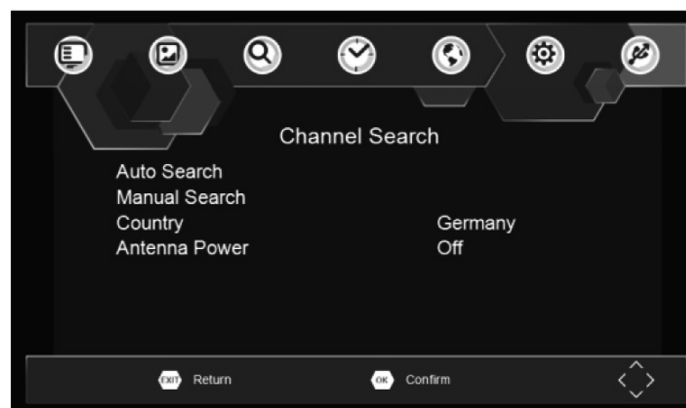 Channel Search
Auto Search
Manual Search
Country Germany
Antenna Power Off
EXIT Return OK Confirm